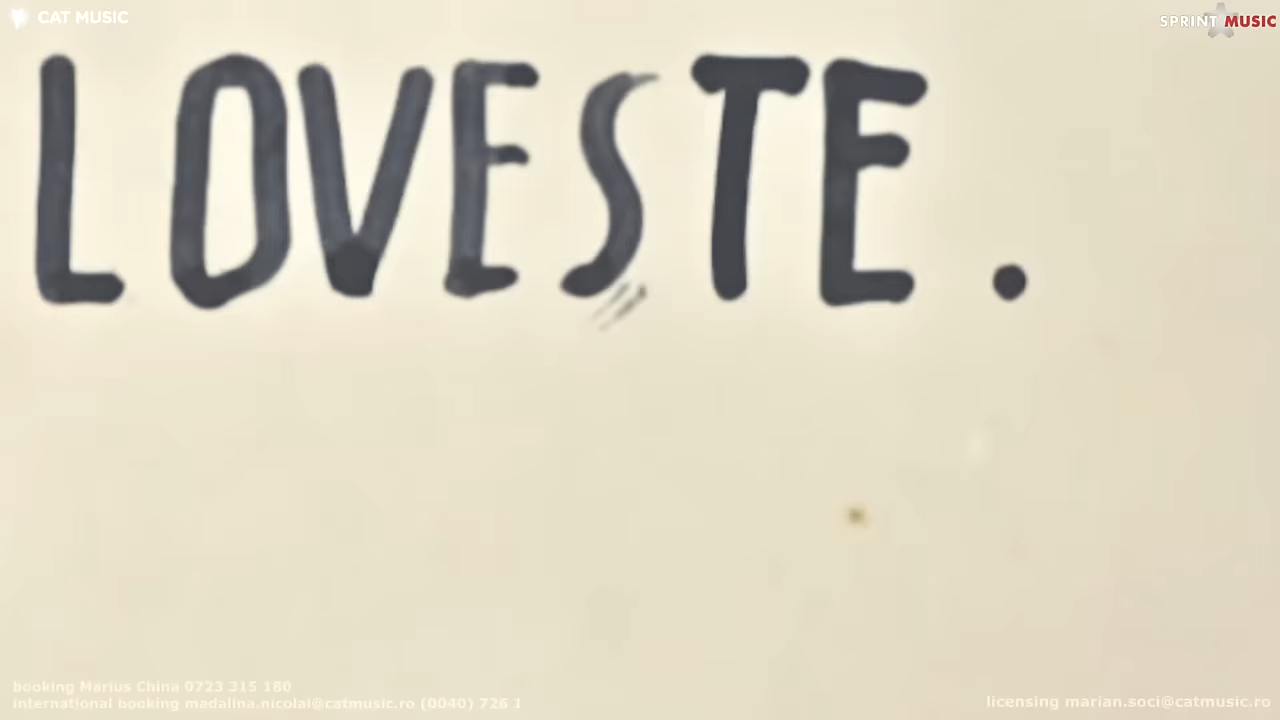 CAT MUSIC
SPRINT MUSIC
LOVESTE.
booking Marius China 0723 315 180
international booking madalina.nicolai@catmusic.ro (0040) 726 1
licensing marian.soci@catmusic.ro